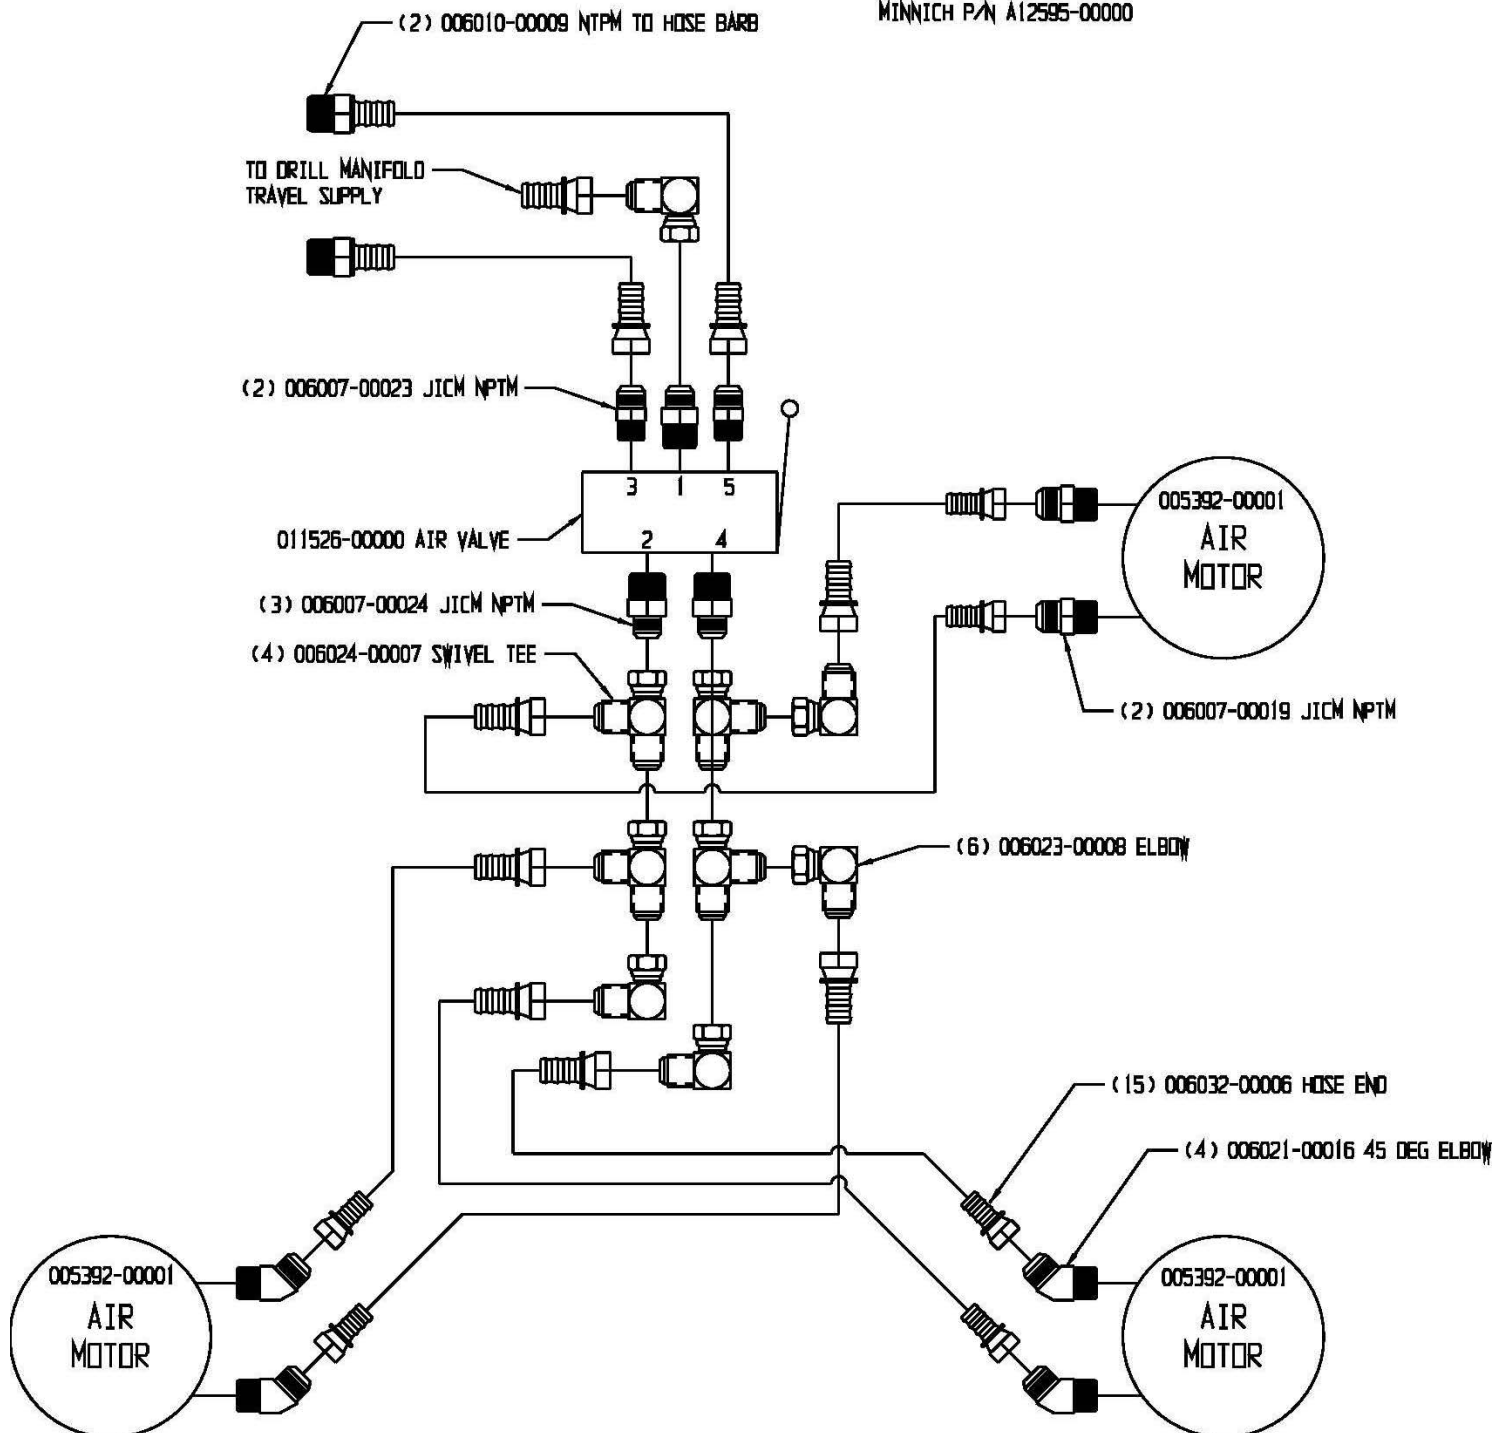 (2) 006010-00009 NTPM TO HOSE BARB
MINNICH P/N A12595-00000
TO DRILL MANIFOLD
TRAVEL SUPPLY
(2) 006007-00023 JICM NPTM
3 1 5
011526-00000 AIR VALVE
2 4
005392-00001
AIR
MOTOR
(3) 006007-00024 JICM NPTM
(4) 006024-00007 SWIVEL TEE
(2) 006007-00019 JICM NPTM
(6) 006023-00008 ELBOW
(15) 006032-00006 HOSE END
(4) 006021-00016 45 DEG ELBOW
005392-00001
AIR
MOTOR
005392-00001
AIR
MOTOR